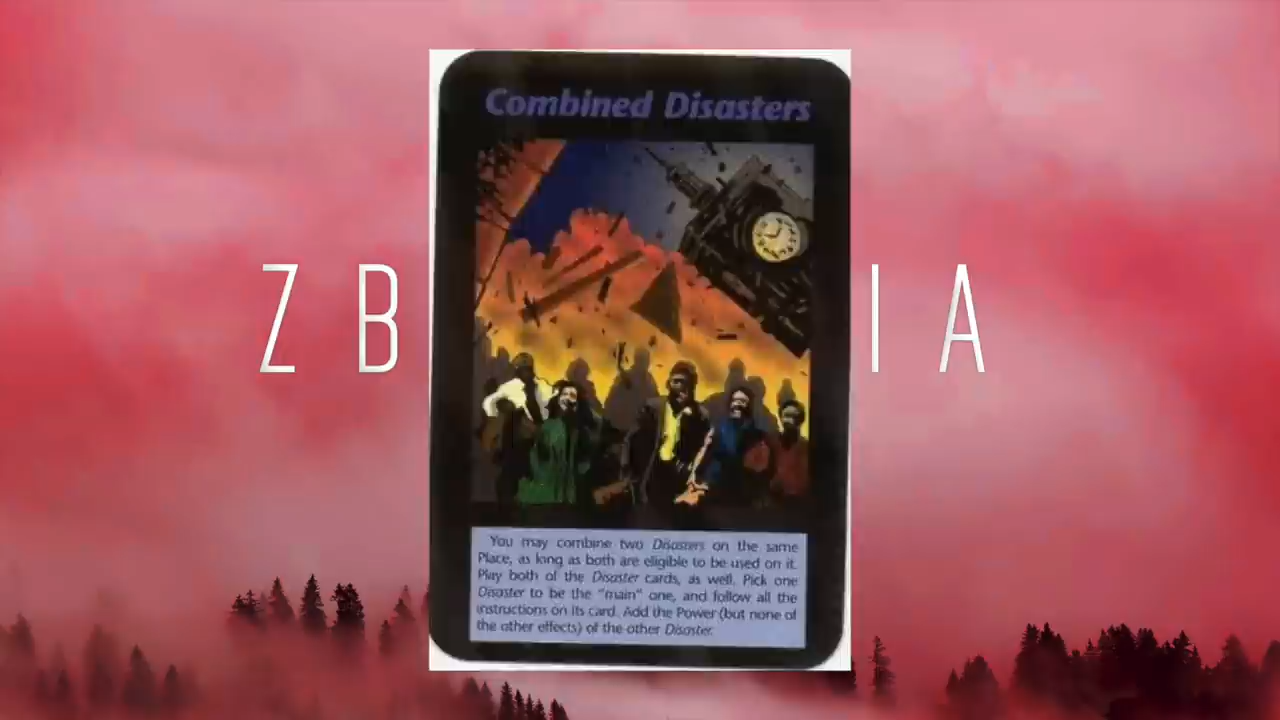 Combined Disasters
Z B I A
You may combine two Disasters on the same
Place, as long as both are eligible to be used on it.
Play both of the Disaster cards, as well. Pick one
Disaster to be the "main" one, and follow all the
instructions on its card. Add the Power (but none of
the other effects) of the other Disaster.